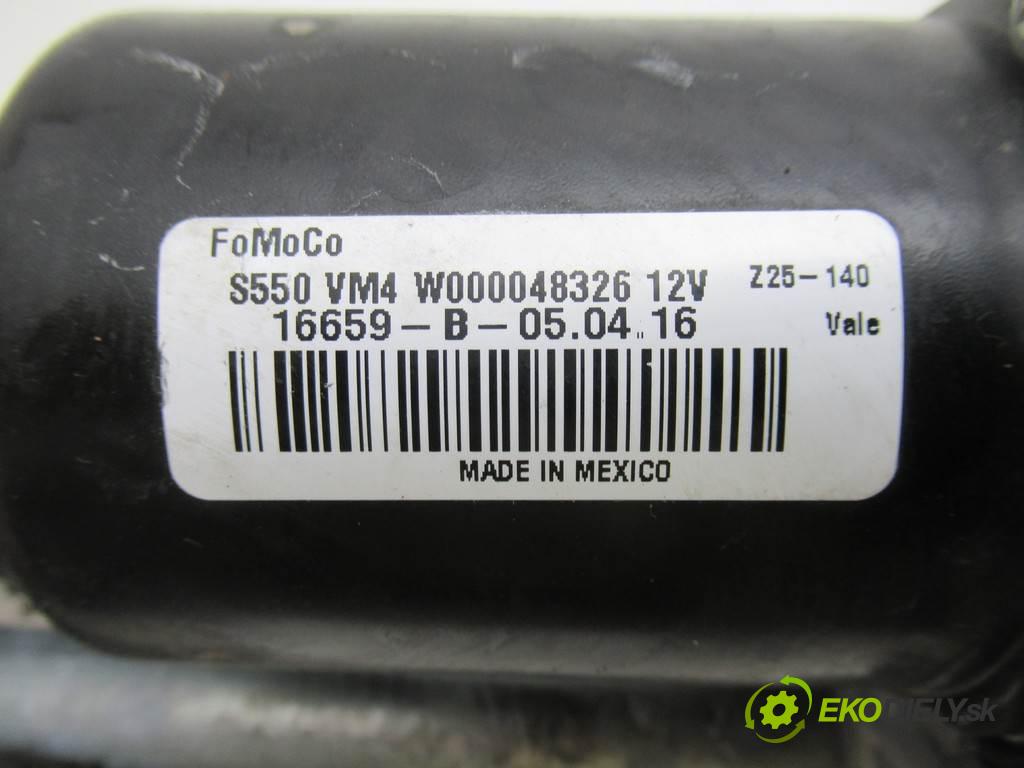 FoMoCo
S550 VM4 W000048326 12V Z25-140
16659-B-05.04.16 Vale
MADE IN MEXICO
EKODIELY.sk